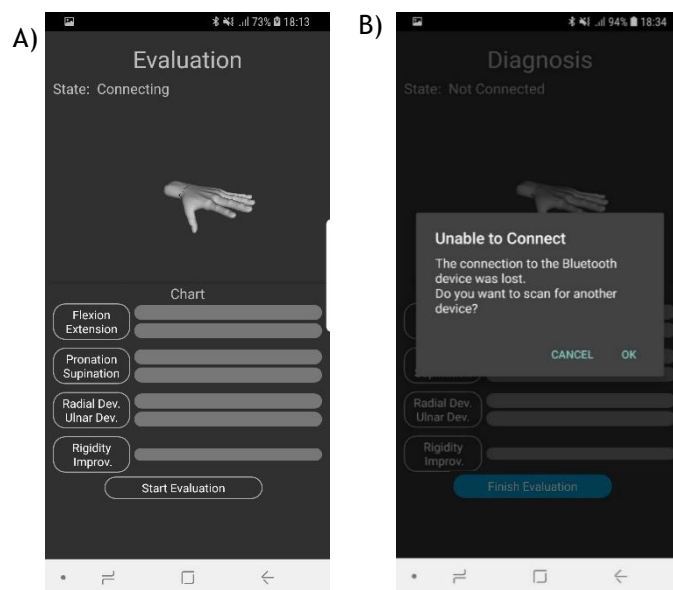 A)
73% 18:13
Evaluation
State: Connecting
Chart
Flexion
Extension
Pronation
Supination
Radial Dev.
Ulnar Dev.
Rigidity
Improv.
Start Evaluation
B)
94% 18:34
Diagnosis
State: Not Connected
Unable to Connect
The connection to the Bluetooth
device was lost.
Do you want to scan for another
device?
CANCEL OK
Radial Dev.
Ulnar Dev.
Rigidity
Improv.
Finish Evaluation